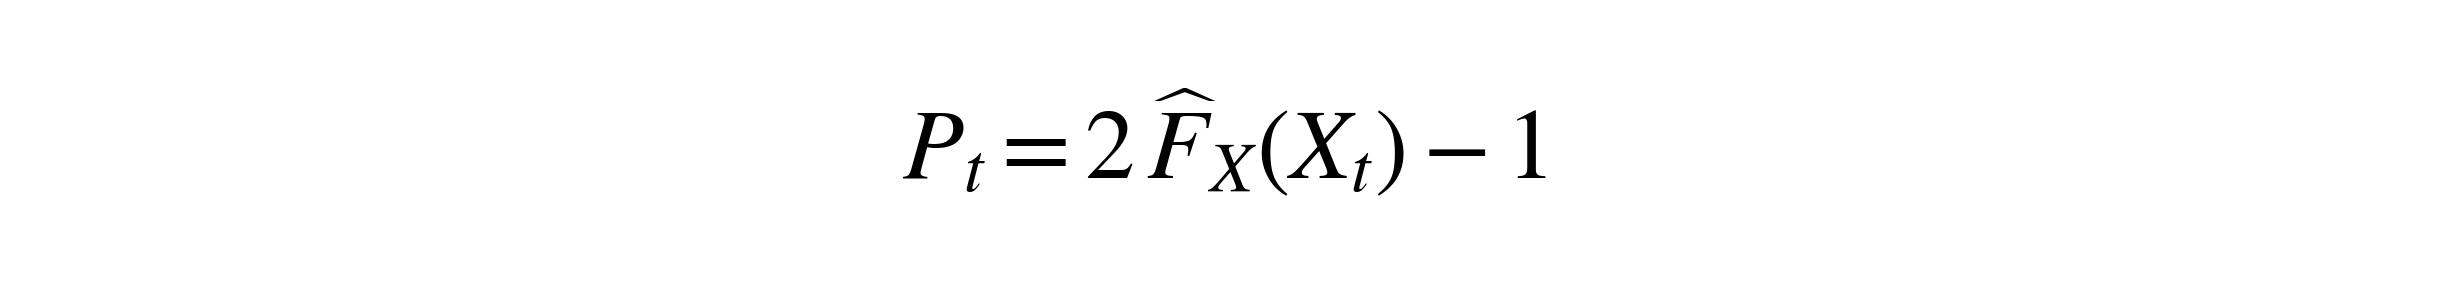 $P_t = 2\widehat{F}_X(X_t) - 1$